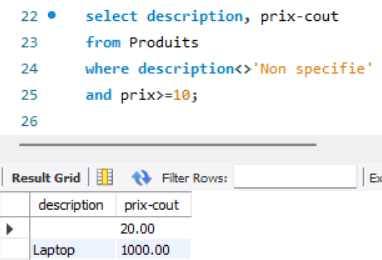 22 select description, prix-cout
23 from Produits
24 where description<>'Non specifie'
25 and prix>=10;
26
Result Grid Filter Rows: Ex
description prix-cout
20.00
Laptop 1000.00